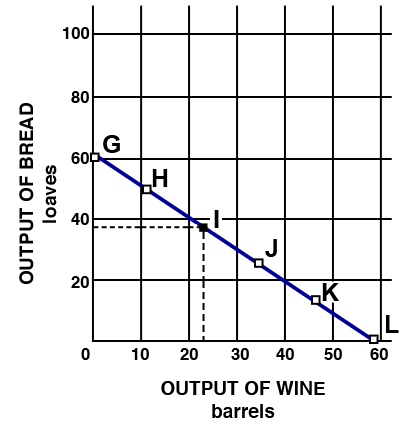 OUTPUT OF BREAD
loaves
100
80
60
40
20
G
H
I
J
K
L
0 10 20 30 40 50 60
OUTPUT OF WINE
barrels